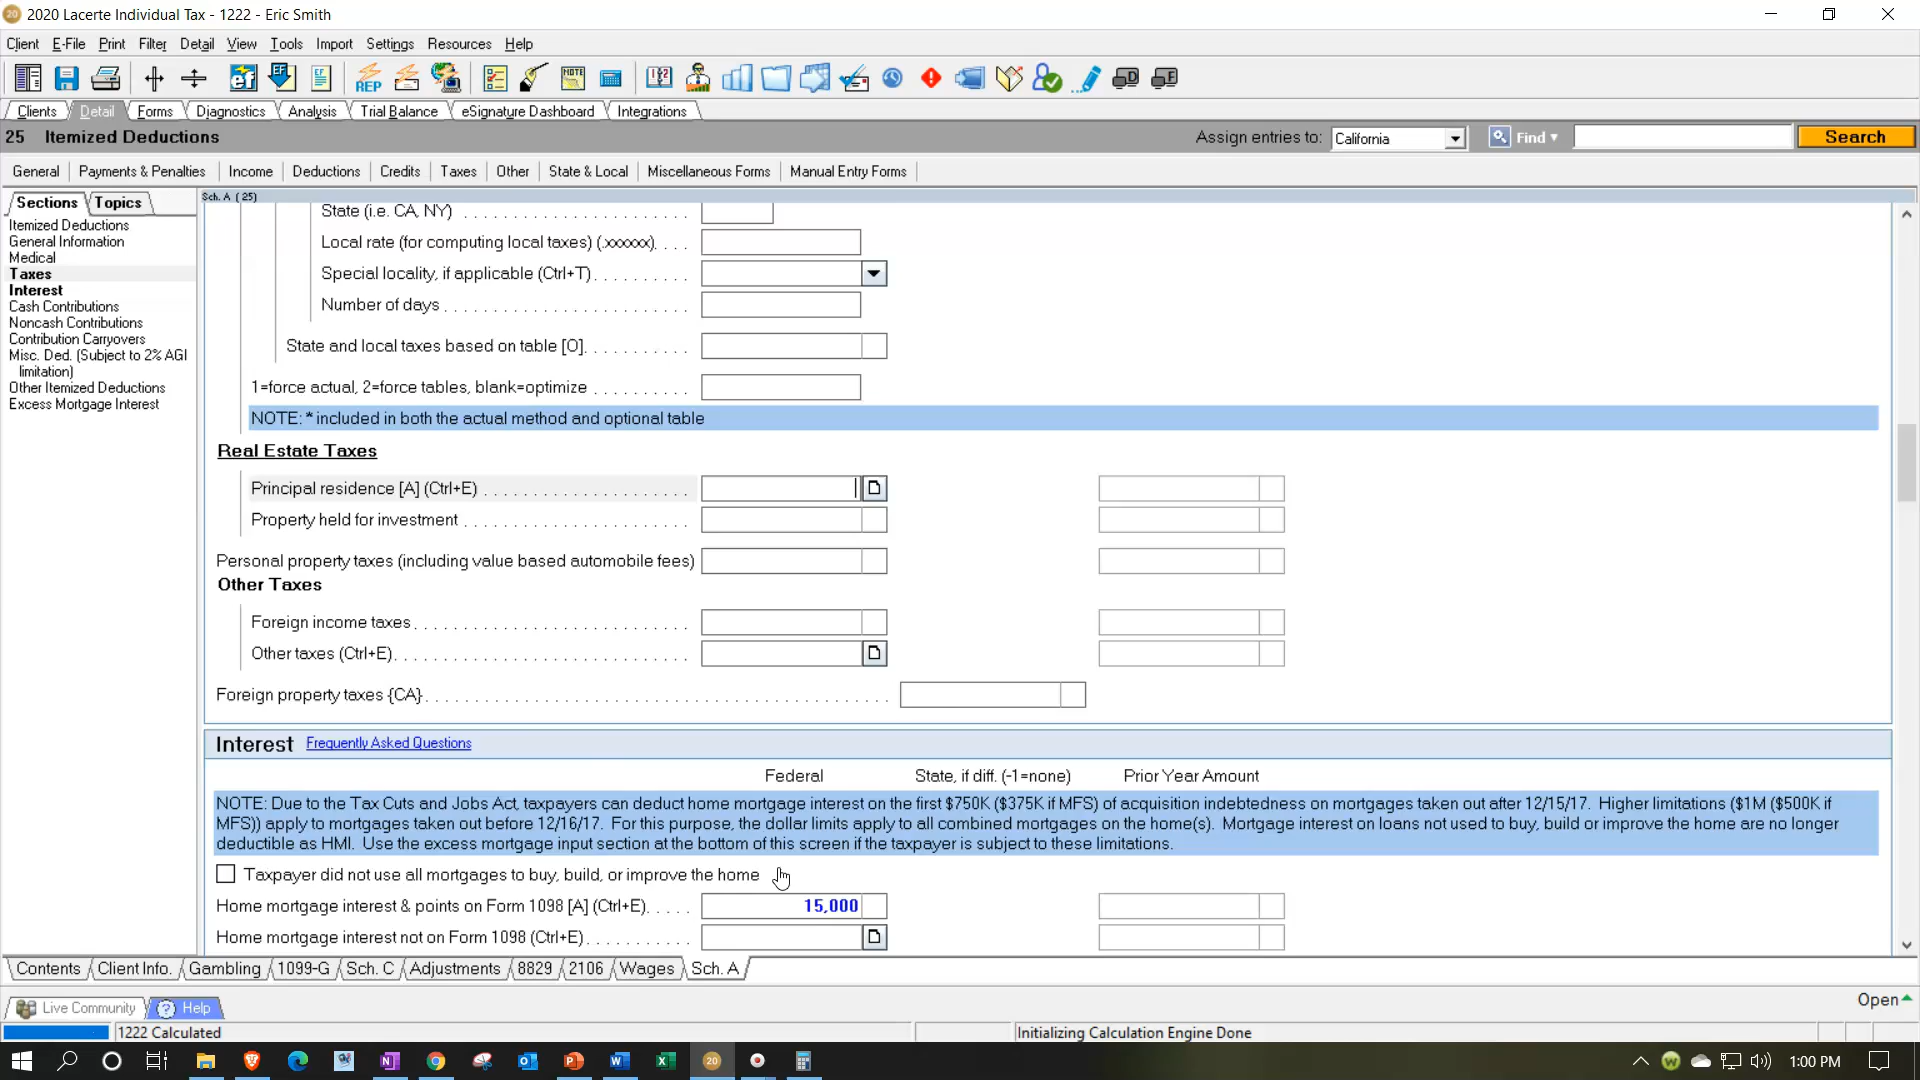 2020 Lacerte Individual Tax - 1222 - Eric Smith
Client E-File Print Filter Detail View Tools Import Settings Resources Help
Clients Detail Forms Diagnostics Analysis Trial Balance eSignature Dashboard Integrations
25 Itemized Deductions Assign entries to: California Find Search
General Payments & Penalties Income Deductions Credits Taxes Other State & Local Miscellaneous Forms Manual Entry Forms
Sections Topics
Itemized Deductions
General Information
Medical
Taxes
Interest
Cash Contributions
Noncash Contributions
Contribution Carryovers
Misc. Ded. (Subject to 2% AGI
limitation)
Other Itemized Deductions
Excess Mortgage Interest
Sch. A (25)
State (i.e. CA, NY)
Local rate (for computing local taxes) (.xxxxxx)
Special locality, if applicable (Ctrl+T)
Number of days
State and local taxes based on table [O]
1=force actual, 2=force tables, blank=optimize
NOTE: * included in both the actual method and optional table
Real Estate Taxes
Principal residence [A] (Ctrl+E)
Property held for investment
Personal property taxes (including value based automobile fees)
Other Taxes
Foreign income taxes
Other taxes (Ctrl+E)
Foreign property taxes {CA}
Interest Frequently Asked Questions
Federal State, if diff. (-1=none) Prior Year Amount
NOTE: Due to the Tax Cuts and Jobs Act, taxpayers can deduct home mortgage interest on the first $750K ($375K if MFS) of acquisition indebtedness on mortgages taken out after 12/15/17. Higher limitations ($1M ($500K if
MFS)) apply to mortgages taken out before 12/16/17. For this purpose, the dollar limits apply to all combined mortgages on the home(s). Mortgage interest on loans not used to buy, build or improve the home are no longer
deductible as HMI. Use the excess mortgage input section at the bottom of this screen if the taxpayer is subject to these limitations.
Taxpayer did not use all mortgages to buy, build, or improve the home
Home mortgage interest & points on Form 1098 [A] (Ctrl+E) 15,000
Home mortgage interest not on Form 1098 (Ctrl+E)
Contents Client Info. Gambling 1099-G Sch. C Adjustments 8829 2106 Wages Sch. A
Live Community Help Open
1222 Calculated Initializing Calculation Engine Done
1:00 PM